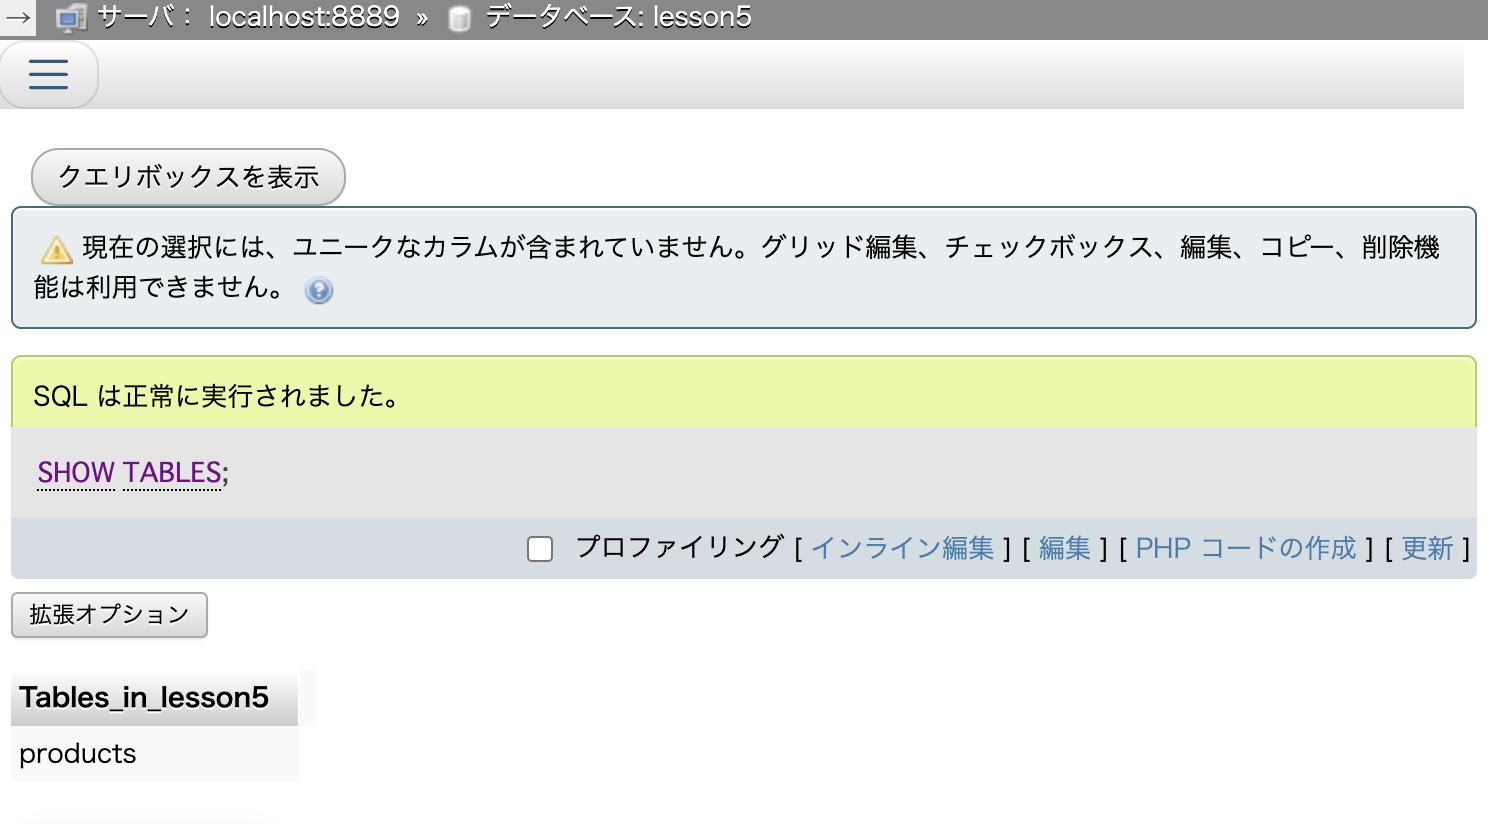 → サーバ： localhost:8889 » データベース: lesson5
クエリボックスを表示
現在の選択には、ユニークなカラムが含まれていません。グリッド編集、チェックボックス、編集、コピー、削除機
能は利用できません。
SQL は正常に実行されました。
SHOW TABLES;
プロファイリング [ インライン編集 ] [ 編集 ] [ PHP コードの作成 ] [ 更新 ]
拡張オプション
Tables_in_lesson5
products